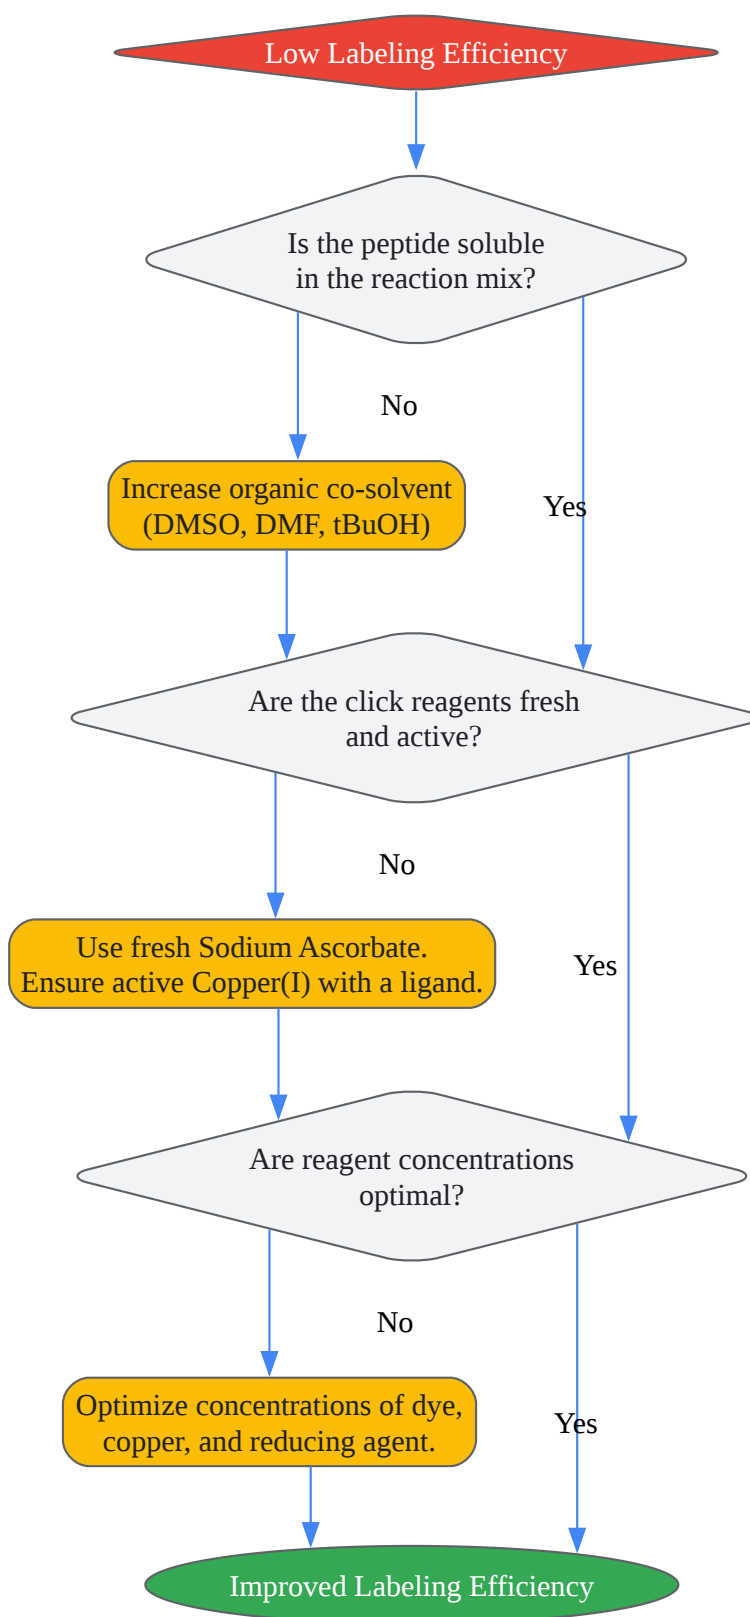 Low Labeling Efficiency
Is the peptide soluble
in the reaction mix?
No
Increase organic co-solvent
(DMSO, DMF, tBuOH)
Yes
Are the click reagents fresh
and active?
No
Use fresh Sodium Ascorbate.
Ensure active Copper(I) with a ligand.
Yes
Are reagent concentrations
optimal?
No
Optimize concentrations of dye,
copper, and reducing agent.
Yes
Improved Labeling Efficiency